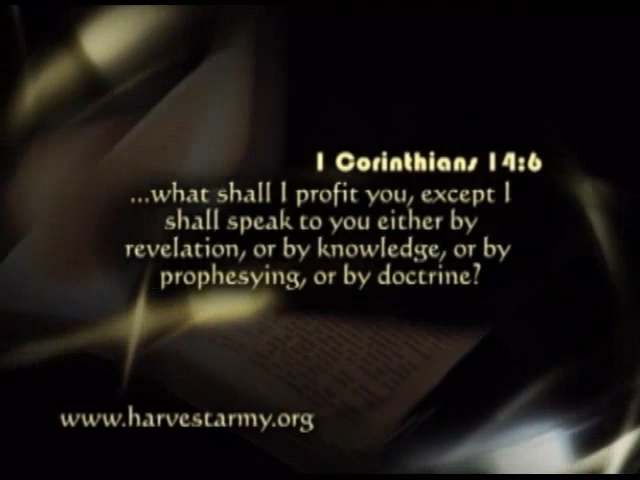 1 Corinthians 14:6
...what shall I profit you, except I
shall speak to you either by
revelation, or by knowledge, or by
prophesying, or by doctrine?
www.harvestarmy.org